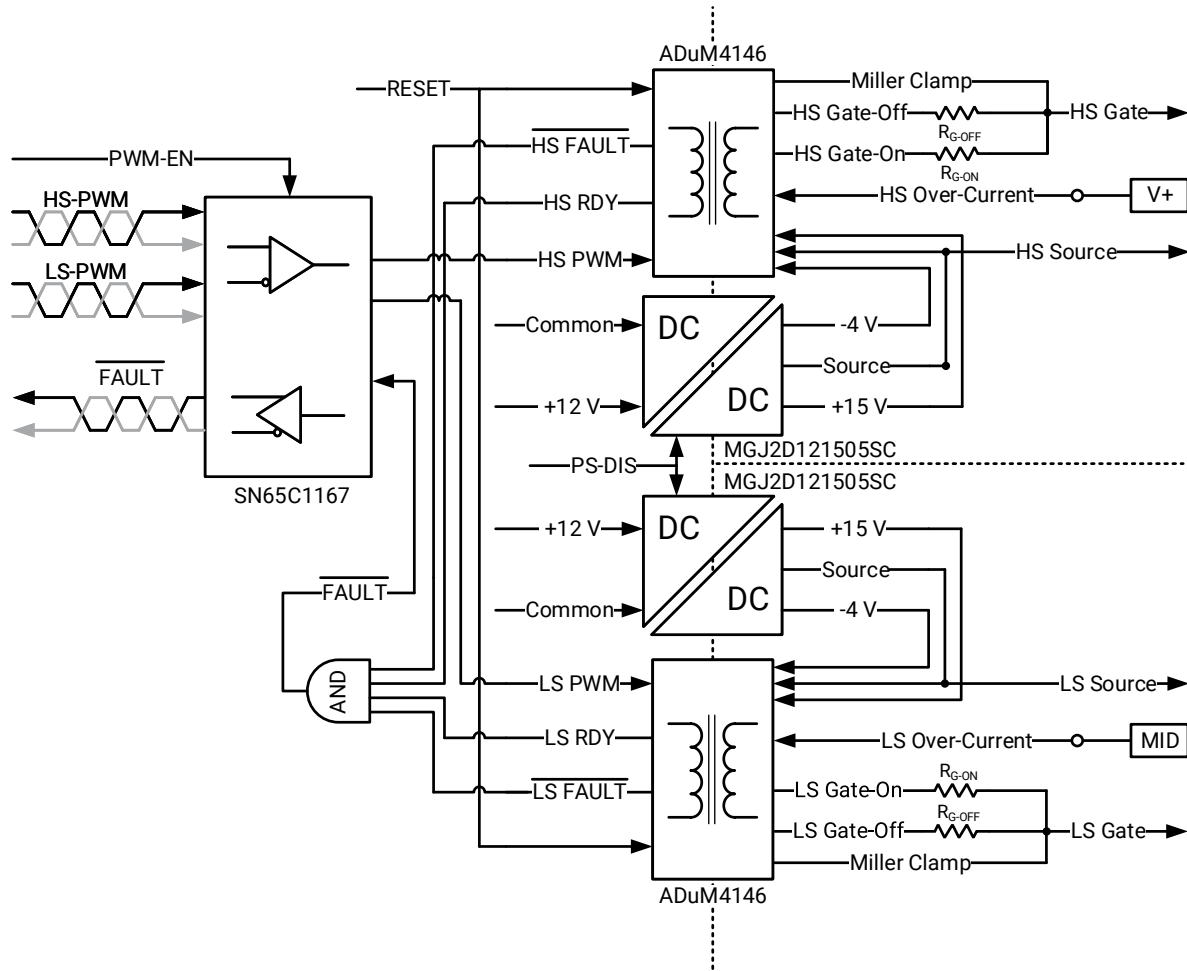 ADuM4146
RESET
Miller Clamp
HS Gate-Off
R_G-OFF
HS Gate
HS FAULT
HS Gate-On
R_G-ON
PWM-EN
HS-PWM
HS RDY
HS Over-Current
V+
LS-PWM
HS PWM
HS Source
Common
DC
-4 V
Source
FAULT
+12 V
DC
+15 V
MGJ2D121505SC
PS-DIS
MGJ2D121505SC
SN65C1167
+12 V
DC
+15 V
Source
FAULT
Common
DC
-4 V
AND
LS PWM
LS Source
LS RDY
LS Over-Current
MID
LS FAULT
LS Gate-On
R_G-ON
LS Gate-Off
R_G-OFF
LS Gate
Miller Clamp
ADuM4146